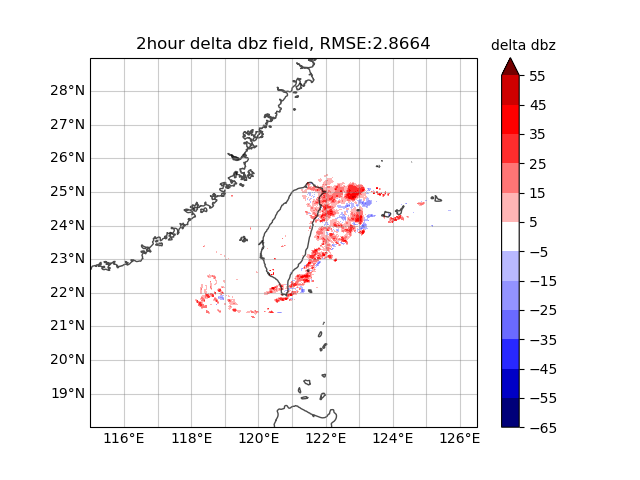 2hour delta dbz field, RMSE:2.8664
delta dbz
28°N
27°N
26°N
25°N
24°N
23°N
22°N
21°N
20°N
19°N
116°E 118°E 120°E 122°E 124°E 126°E
55
45
35
25
15
5
−5
−15
−25
−35
−45
−55
−65